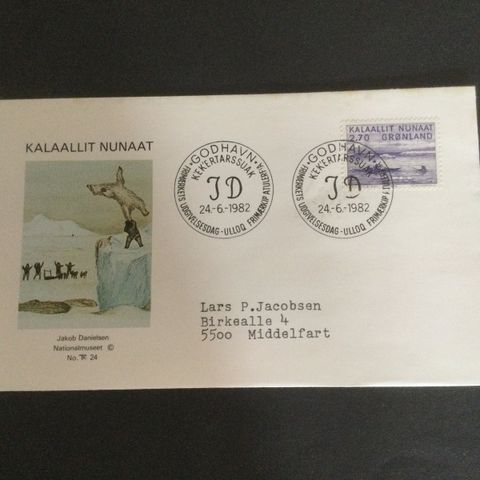 KALAALLIT NUNAAT
Jakob Danielsen
Nationalmuseet ©
No. 24
GODHAVN
KEKERTARSSUAK
JD
24.-6.-1982
FRIMÆRKETS UDGIVELSESDAG · ULLOQ FRIMÆRKIP ATULERFIA
GODHAVN
KEKERTARSSUAK
JD
24.-6.-1982
FRIMÆRKETS UDGIVELSESDAG · ULLOQ FRIMÆRKIP
KALAALLIT NUNAAT
2.70 GRØNLAND
Lars P.Jacobsen
Birkealle 4
5500 Middelfart